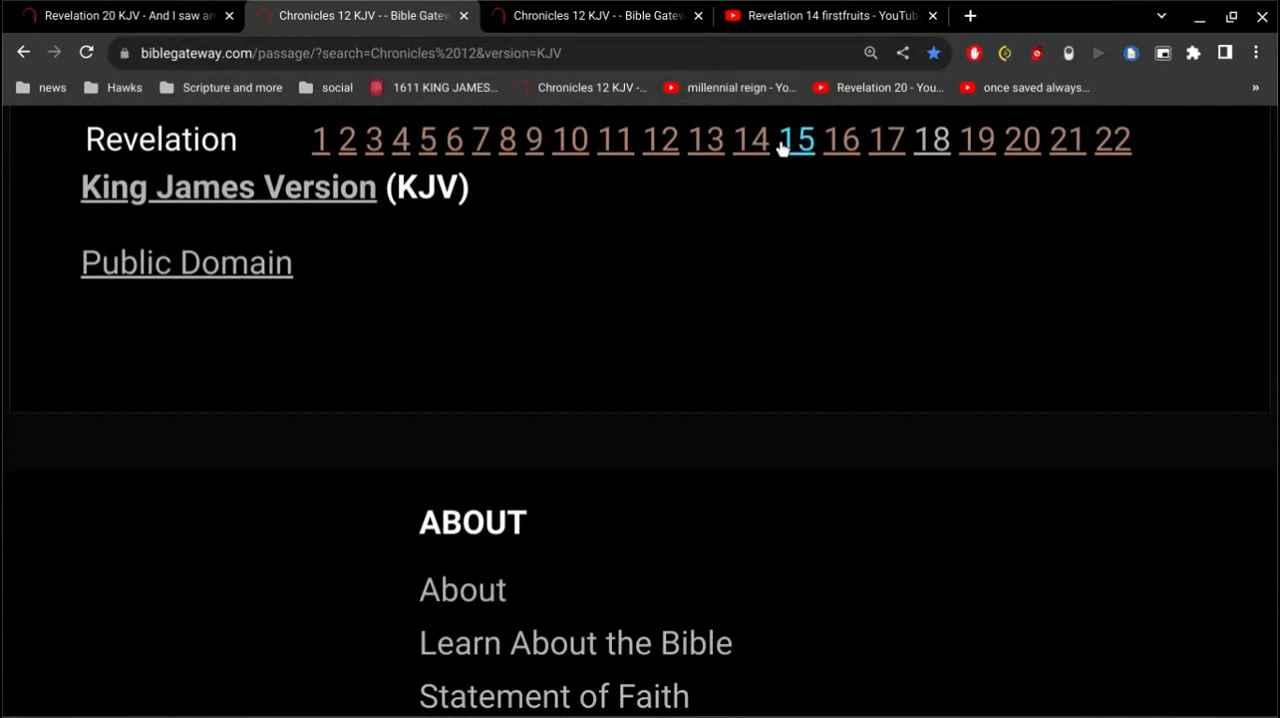 Revelation 20 KJV - And I saw an
Chronicles 12 KJV - - Bible Gatew
Chronicles 12 KJV - - Bible Gatew
Revelation 14 firstfruits - YouTub
biblegateway.com/passage/?search=Chronicles%2012&version=KJV
news
Hawks
Scripture and more
social
1611 KING JAMES...
Chronicles 12 KJV -...
millennial reign - Yo...
Revelation 20 - You...
once saved always...
»
Revelation 1 2 3 4 5 6 7 8 9 10 11 12 13 14 15 16 17 18 19 20 21 22
King James Version (KJV)
Public Domain
ABOUT
About
Learn About the Bible
Statement of Faith